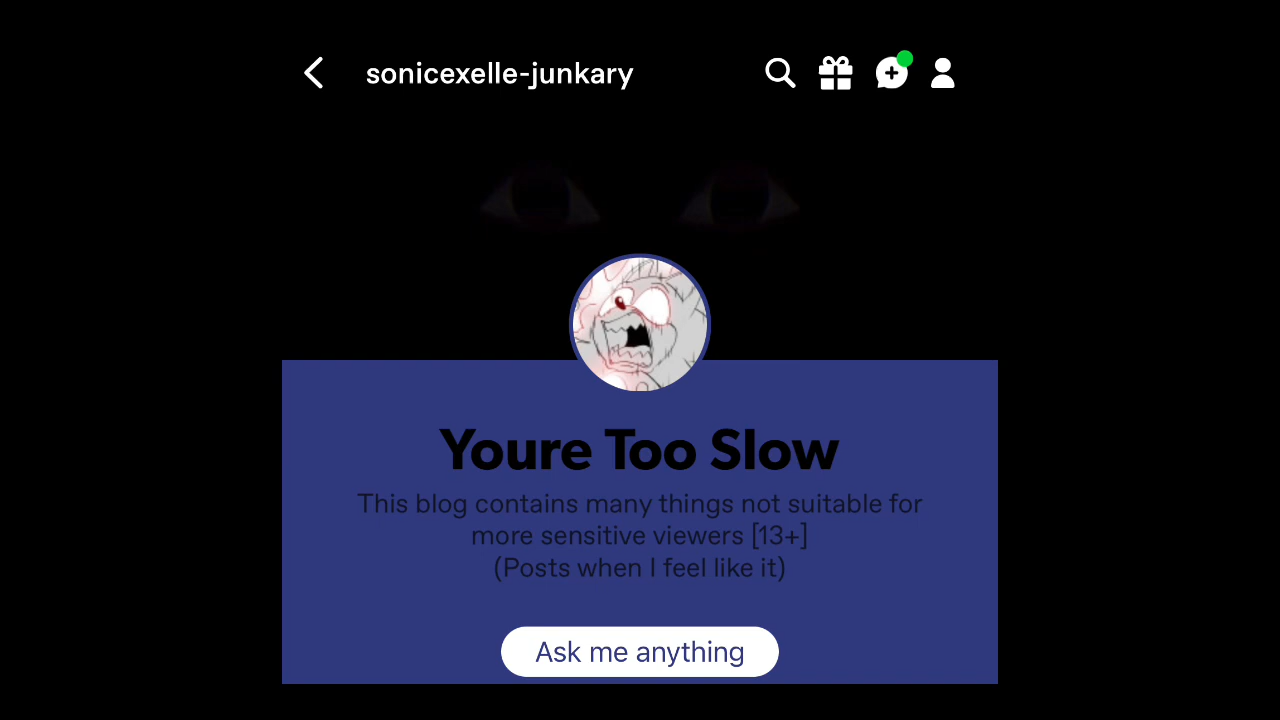 sonicexelle-junkary
Youre Too Slow
This blog contains many things not suitable for
more sensitive viewers [13+]
(Posts when I feel like it)
Ask me anything